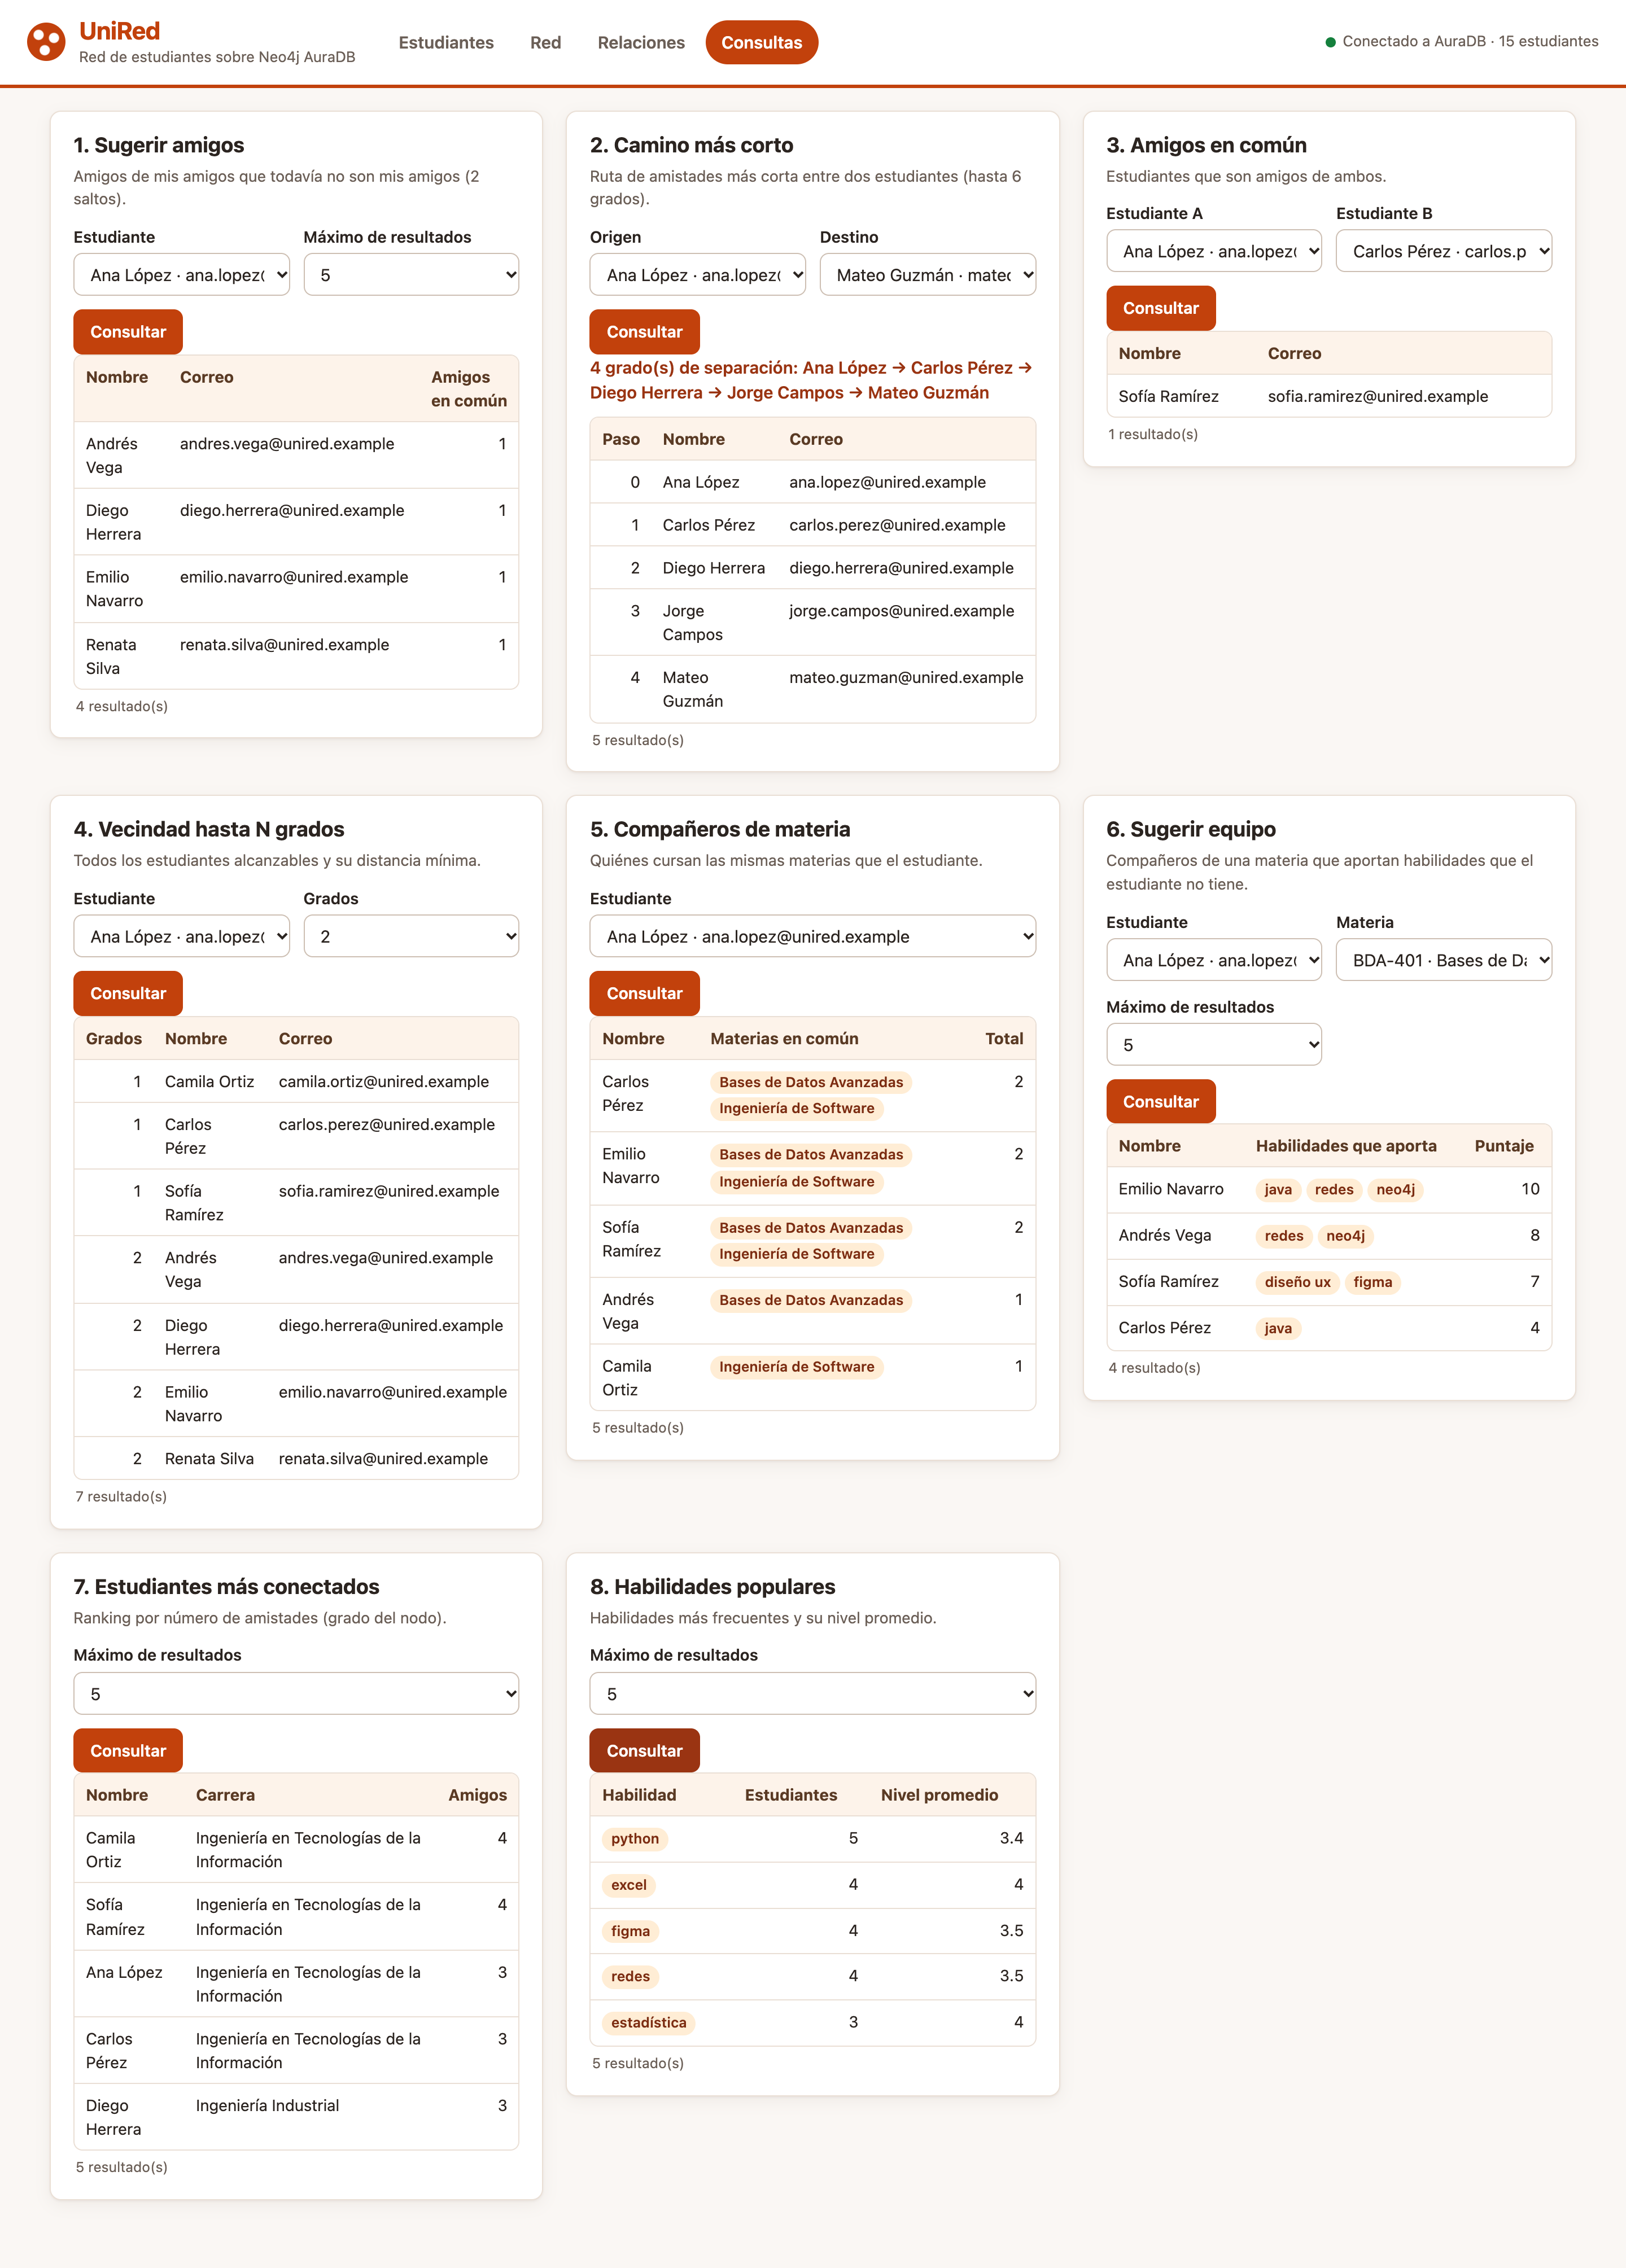 UniRed
Red de estudiantes sobre Neo4j AuraDB
Estudiantes
Red
Relaciones
Consultas
Conectado a AuraDB · 15 estudiantes
1. Sugerir amigos
Amigos de mis amigos que todavía no son mis amigos (2
saltos).
Estudiante Máximo de resultados
Ana López · ana.lopez( 5
Consultar
Nombre Correo Amigos
en común
Andrés andres.vega@unired.example 1
Vega
Diego diego.herrera@unired.example 1
Herrera
Emilio emilio.navarro@unired.example 1
Navarro
Renata renata.silva@unired.example 1
Silva
4 resultado(s)
2. Camino más corto
Ruta de amistades más corta entre dos estudiantes (hasta 6
grados).
Origen Destino
Ana López · ana.lopez( Mateo Guzmán · matec
Consultar
4 grado(s) de separación: Ana López → Carlos Pérez →
Diego Herrera → Jorge Campos → Mateo Guzmán
Paso Nombre Correo
0 Ana López ana.lopez@unired.example
1 Carlos Pérez carlos.perez@unired.example
2 Diego Herrera diego.herrera@unired.example
3 Jorge jorge.campos@unired.example
Campos
4 Mateo mateo.guzman@unired.example
Guzmán
5 resultado(s)
3. Amigos en común
Estudiantes que son amigos de ambos.
Estudiante A Estudiante B
Ana López · ana.lopez( Carlos Pérez · carlos.p
Consultar
Nombre Correo
Sofía Ramírez sofia.ramirez@unired.example
1 resultado(s)
4. Vecindad hasta N grados
Todos los estudiantes alcanzables y su distancia mínima.
Estudiante Grados
Ana López · ana.lopez( 2
Consultar
Grados Nombre Correo
1 Camila Ortiz camila.ortiz@unired.example
1 Carlos carlos.perez@unired.example
Pérez
1 Sofía sofia.ramirez@unired.example
Ramírez
2 Andrés andres.vega@unired.example
Vega
2 Diego diego.herrera@unired.example
Herrera
2 Emilio emilio.navarro@unired.example
Navarro
2 Renata Silva renata.silva@unired.example
7 resultado(s)
5. Compañeros de materia
Quiénes cursan las mismas materias que el estudiante.
Estudiante
Ana López · ana.lopez@unired.example
Consultar
Nombre Materias en común Total
Carlos Bases de Datos Avanzadas 2
Pérez Ingeniería de Software
Emilio Bases de Datos Avanzadas 2
Navarro Ingeniería de Software
Sofía Bases de Datos Avanzadas 2
Ramírez Ingeniería de Software
Andrés Bases de Datos Avanzadas 1
Vega
Camila Ingeniería de Software 1
Ortiz
5 resultado(s)
6. Sugerir equipo
Compañeros de una materia que aportan habilidades que el
estudiante no tiene.
Estudiante Materia
Ana López · ana.lopez( BDA-401 · Bases de Da
Máximo de resultados
5
Consultar
Nombre Habilidades que aporta Puntaje
Emilio Navarro java redes neo4j 10
Andrés Vega redes neo4j 8
Sofía Ramírez diseño ux figma 7
Carlos Pérez java 4
4 resultado(s)
7. Estudiantes más conectados
Ranking por número de amistades (grado del nodo).
Máximo de resultados
5
Consultar
Nombre Carrera Amigos
Camila Ingeniería en Tecnologías de la 4
Ortiz Información
Sofía Ingeniería en Tecnologías de la 4
Ramírez Información
Ana López Ingeniería en Tecnologías de la 3
Información
Carlos Ingeniería en Tecnologías de la 3
Pérez Información
Diego Ingeniería Industrial 3
Herrera
5 resultado(s)
8. Habilidades populares
Habilidades más frecuentes y su nivel promedio.
Máximo de resultados
5
Consultar
Habilidad Estudiantes Nivel promedio
python 5 3.4
excel 4 4
figma 4 3.5
redes 4 3.5
estadística 3 4
5 resultado(s)